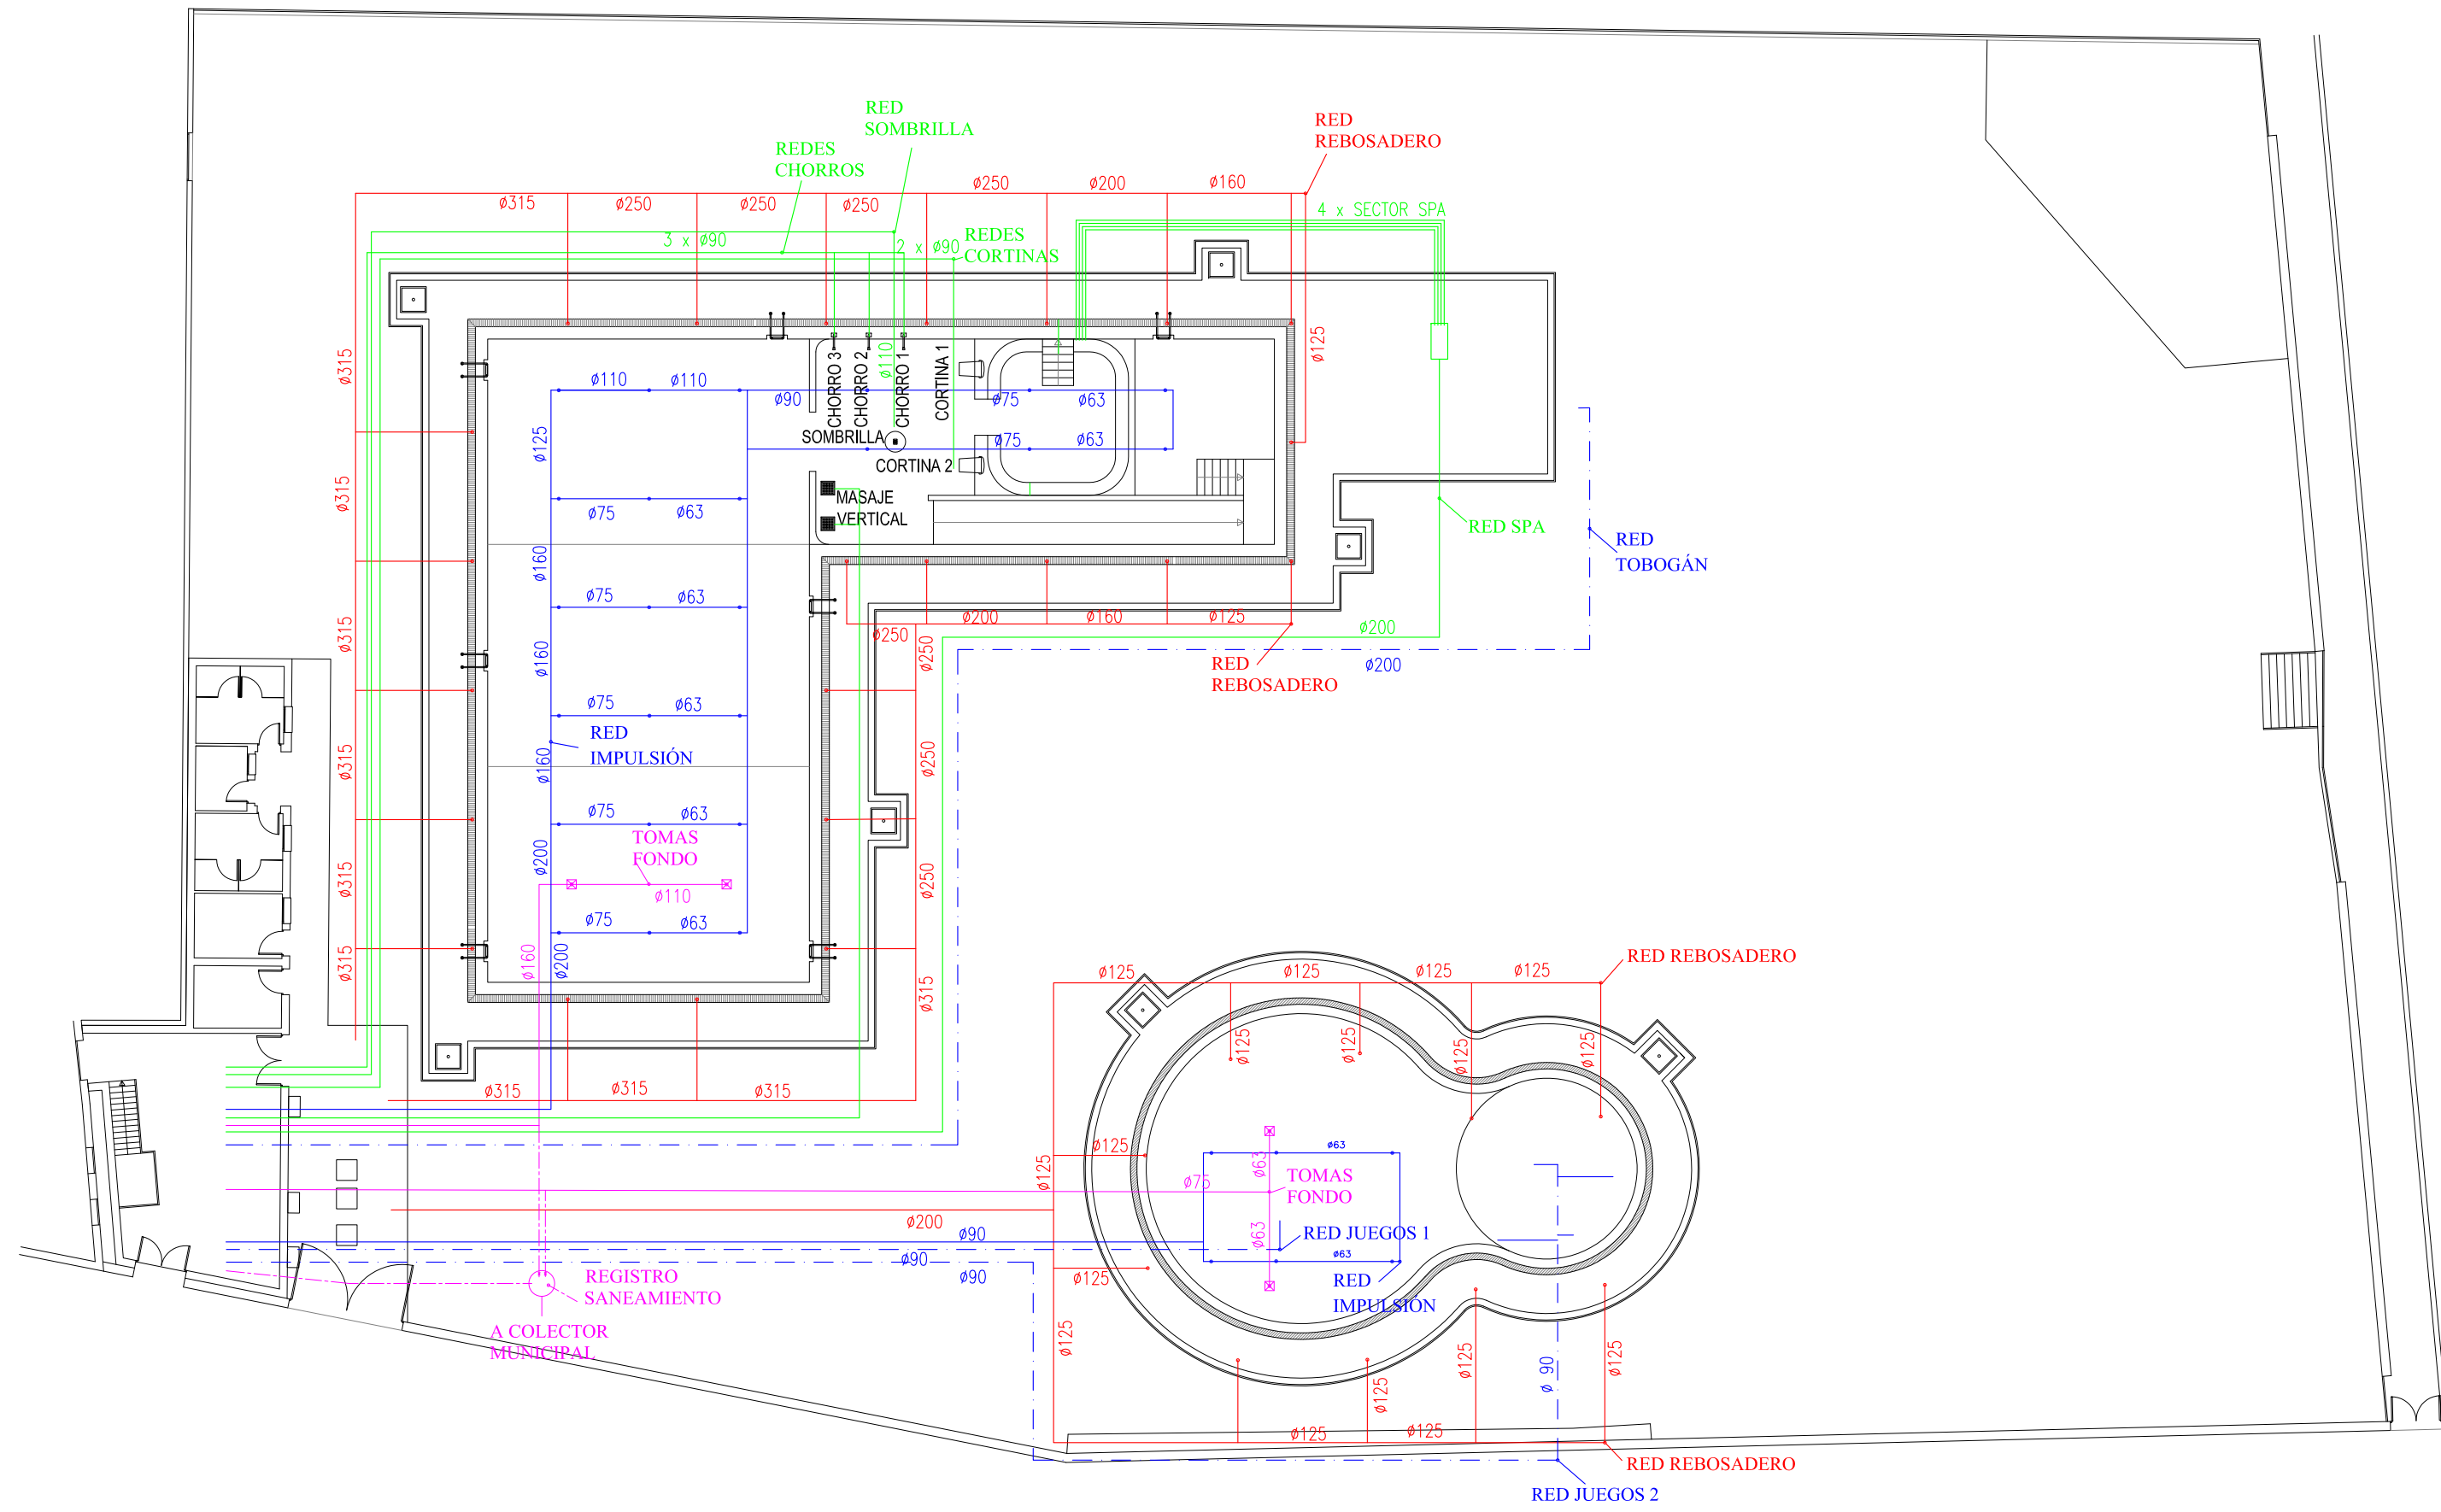 RED
SOMBRILLA
RED
REBOSADERO
REDES
CHORROS
ø250
ø200
ø160
ø315
ø250
ø250
ø250
4 x SECTOR SPA
3 x ø90
2 x ø90
REDES
CORTINAS
ø315
ø110
ø125
CHORRO 3
CHORRO 2
CHORRO 1
CORTINA 1
ø110
ø110
ø90
ø75
ø63
ø125
SOMBRILLA
ø75
ø63
CORTINA 2
ø315
MASAJE
VERTICAL
ø75
ø63
RED SPA
RED
TOBOGÁN
ø160
ø75
ø63
ø200
ø160
ø125
ø250
ø200
ø315
ø160
ø250
RED
REBOSADERO
ø200
ø75
ø63
RED
IMPULSIÓN
ø315
ø160
ø250
ø75
ø63
TOMAS
FONDO
ø200
ø315
ø110
ø250
ø75
ø63
ø315
ø160
ø200
ø315
RED REBOSADERO
ø125
ø125
ø125
ø125
ø125
ø125
ø125
ø125
ø315
ø315
ø315
ø125
ø63
ø125
ø63
TOMAS
FONDO
ø75
ø200
ø63
RED JUEGOS 1
ø90
ø90
ø90
ø63
ø125
RED
IMPULSIÓN
REGISTRO
SANEAMIENTO
A COLECTOR
MUNICIPAL
ø125
ø125
ø125
ø125
ø 90
ø125
ø125
RED REBOSADERO
RED JUEGOS 2